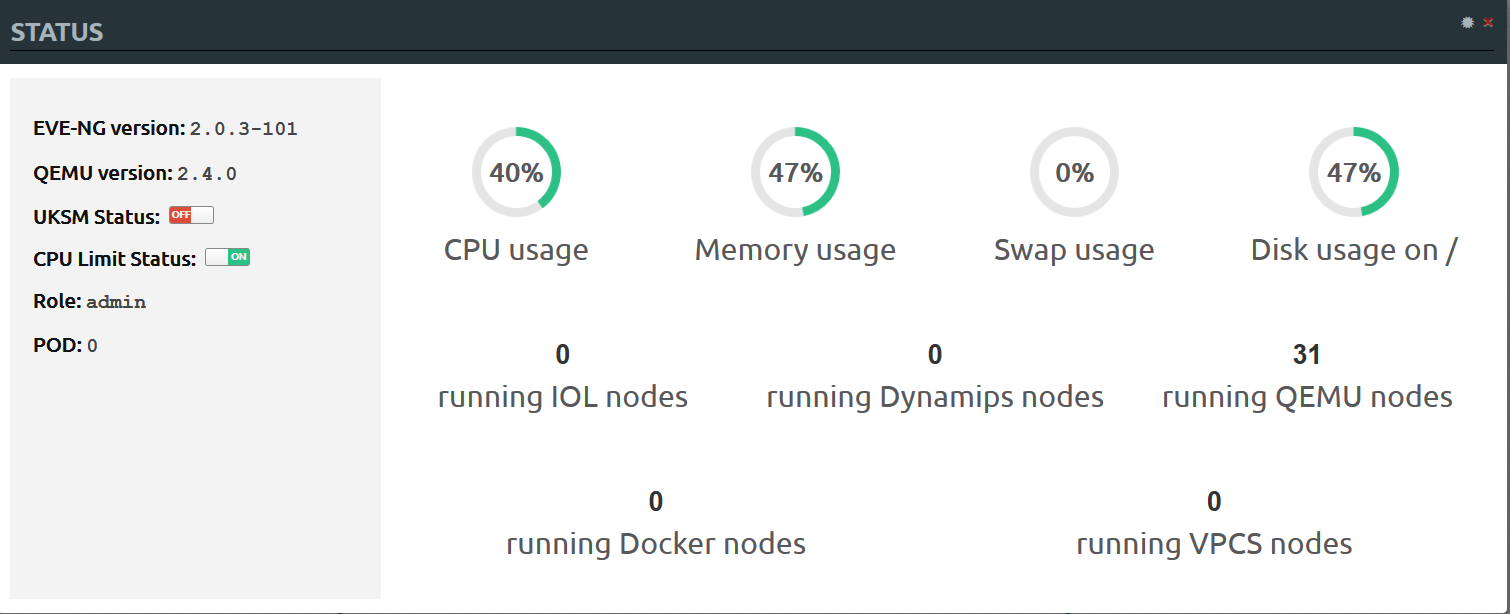 STATUS
EVE-NG version: 2.0.3-101
QEMU version: 2.4.0
UKSM Status: OFF
CPU Limit Status: ON
Role: admin
POD: 0
40% 47% 0% 47%
CPU usage Memory usage Swap usage Disk usage on /
0 0 31
running IOL nodes running Dynamips nodes running QEMU nodes
0 0
running Docker nodes running VPCS nodes